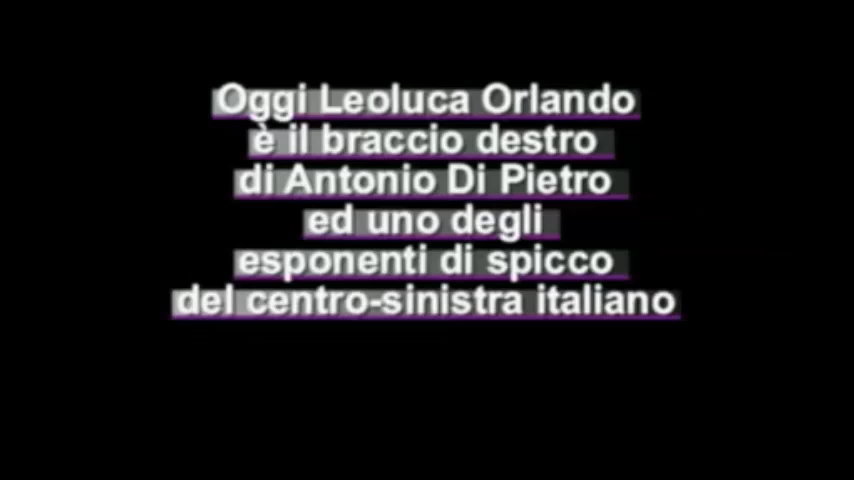 Oggi Leoluca Orlando
è il braccio destro
di Antonio Di Pietro
ed uno degli
esponenti di spicco
del centro-sinistra italiano